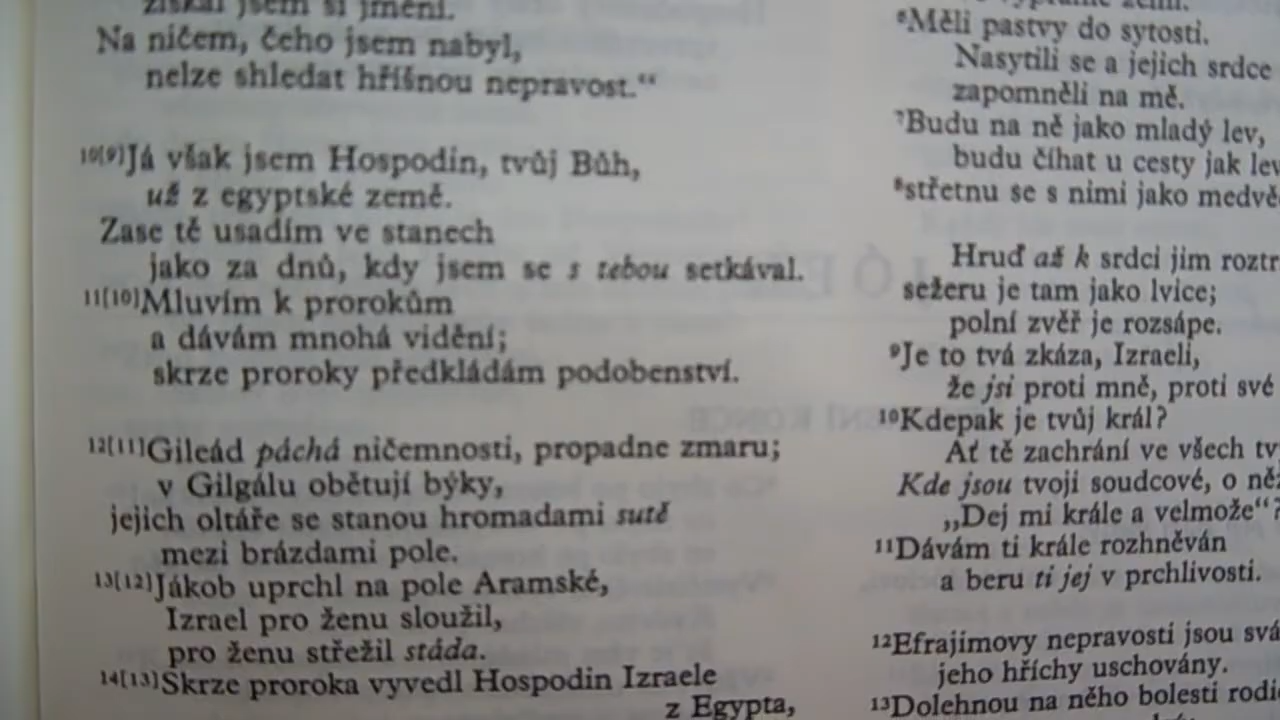 získal jsem si jmění.
Na ničem, čeho jsem nabyl,
nelze shledat hříšnou nepravost.“
10[9]Já však jsem Hospodin, tvůj Bůh,
už z egyptské země.
Zase tě usadím ve stanech
jako za dnů, kdy jsem se s tebou setkával.
11[10]Mluvím k prorokům
a dávám mnohá vidění;
skrze proroky předkládám podobenství.
12[11]Gileád páchá ničemnosti, propadne zmaru;
v Gilgálu obětují býky,
jejich oltáře se stanou hromadami sutě
mezi brázdami pole.
13[12]Jákob uprchl na pole Aramské,
Izrael pro ženu sloužil,
pro ženu střežil stáda.
14[13]Skrze proroka vyvedl Hospodin Izraele
z Egypta,
6Měli pastvy do sytosti.
Nasytili se a jejich srdce
zapomněli na mě.
7Budu na ně jako mladý lev,
budu číhat u cesty jak lev
8střetnu se s nimi jako medvě
Hruď až k srdci jim roztr
sežeru je tam jako lvice;
polní zvěř je rozsápe.
9Je to tvá zkáza, Izraeli,
že jsi proti mně, proti své
10Kdepak je tvůj král?
Ať tě zachrání ve všech tv
Kde jsou tvoji soudcové, o něž
„Dej mi krále a velmože“?
11Dávám ti krále rozhněván
a beru ti jej v prchlivosti.
12Efrajimovy nepravosti jsou svá
jeho hříchy uschovány.
13Dolehnou na něho bolesti rodi